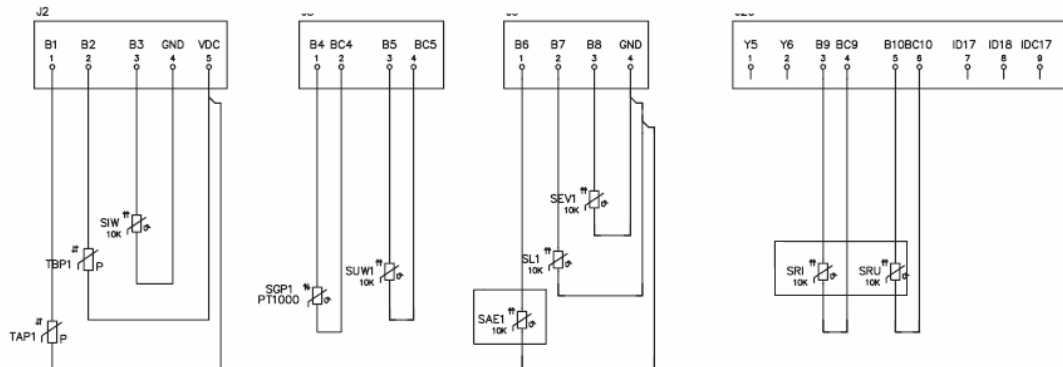 J2
B1 B2 B3 GND VDC
1 2 3 4 5
SIW
10K
TBP1
P
TAP1
P
B4 BC4 B5 BC5
1 2 3 4
SUW1
10K
SGP1
PT1000
B6 B7 B8 GND
1 2 3 4
SEV1
10K
SL1
10K
SAE1
10K
Y5 Y6 B9 BC9 B10 BC10 ID17 ID18 IDC17
1 2 3 4 5 6 7 8 9
SRI
10K
SRU
10K